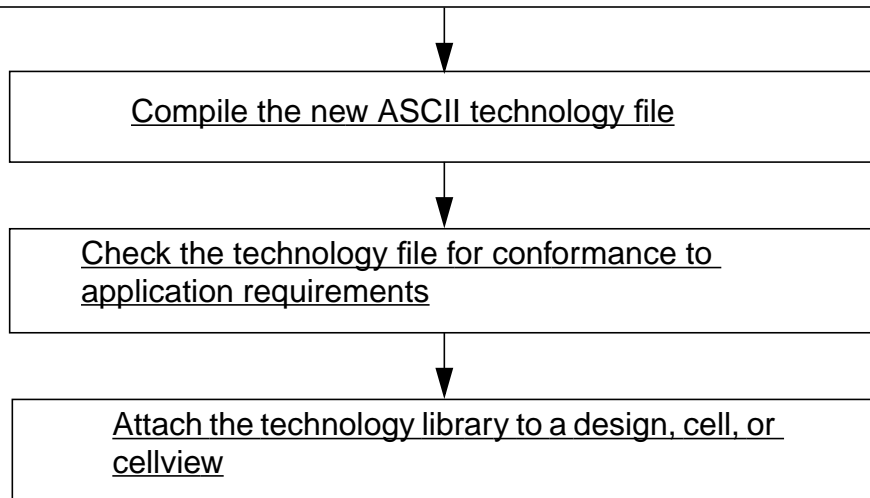 Compile the new ASCII technology file
Check the technology file for conformance to
application requirements
Attach the technology library to a design, cell, or
cellview